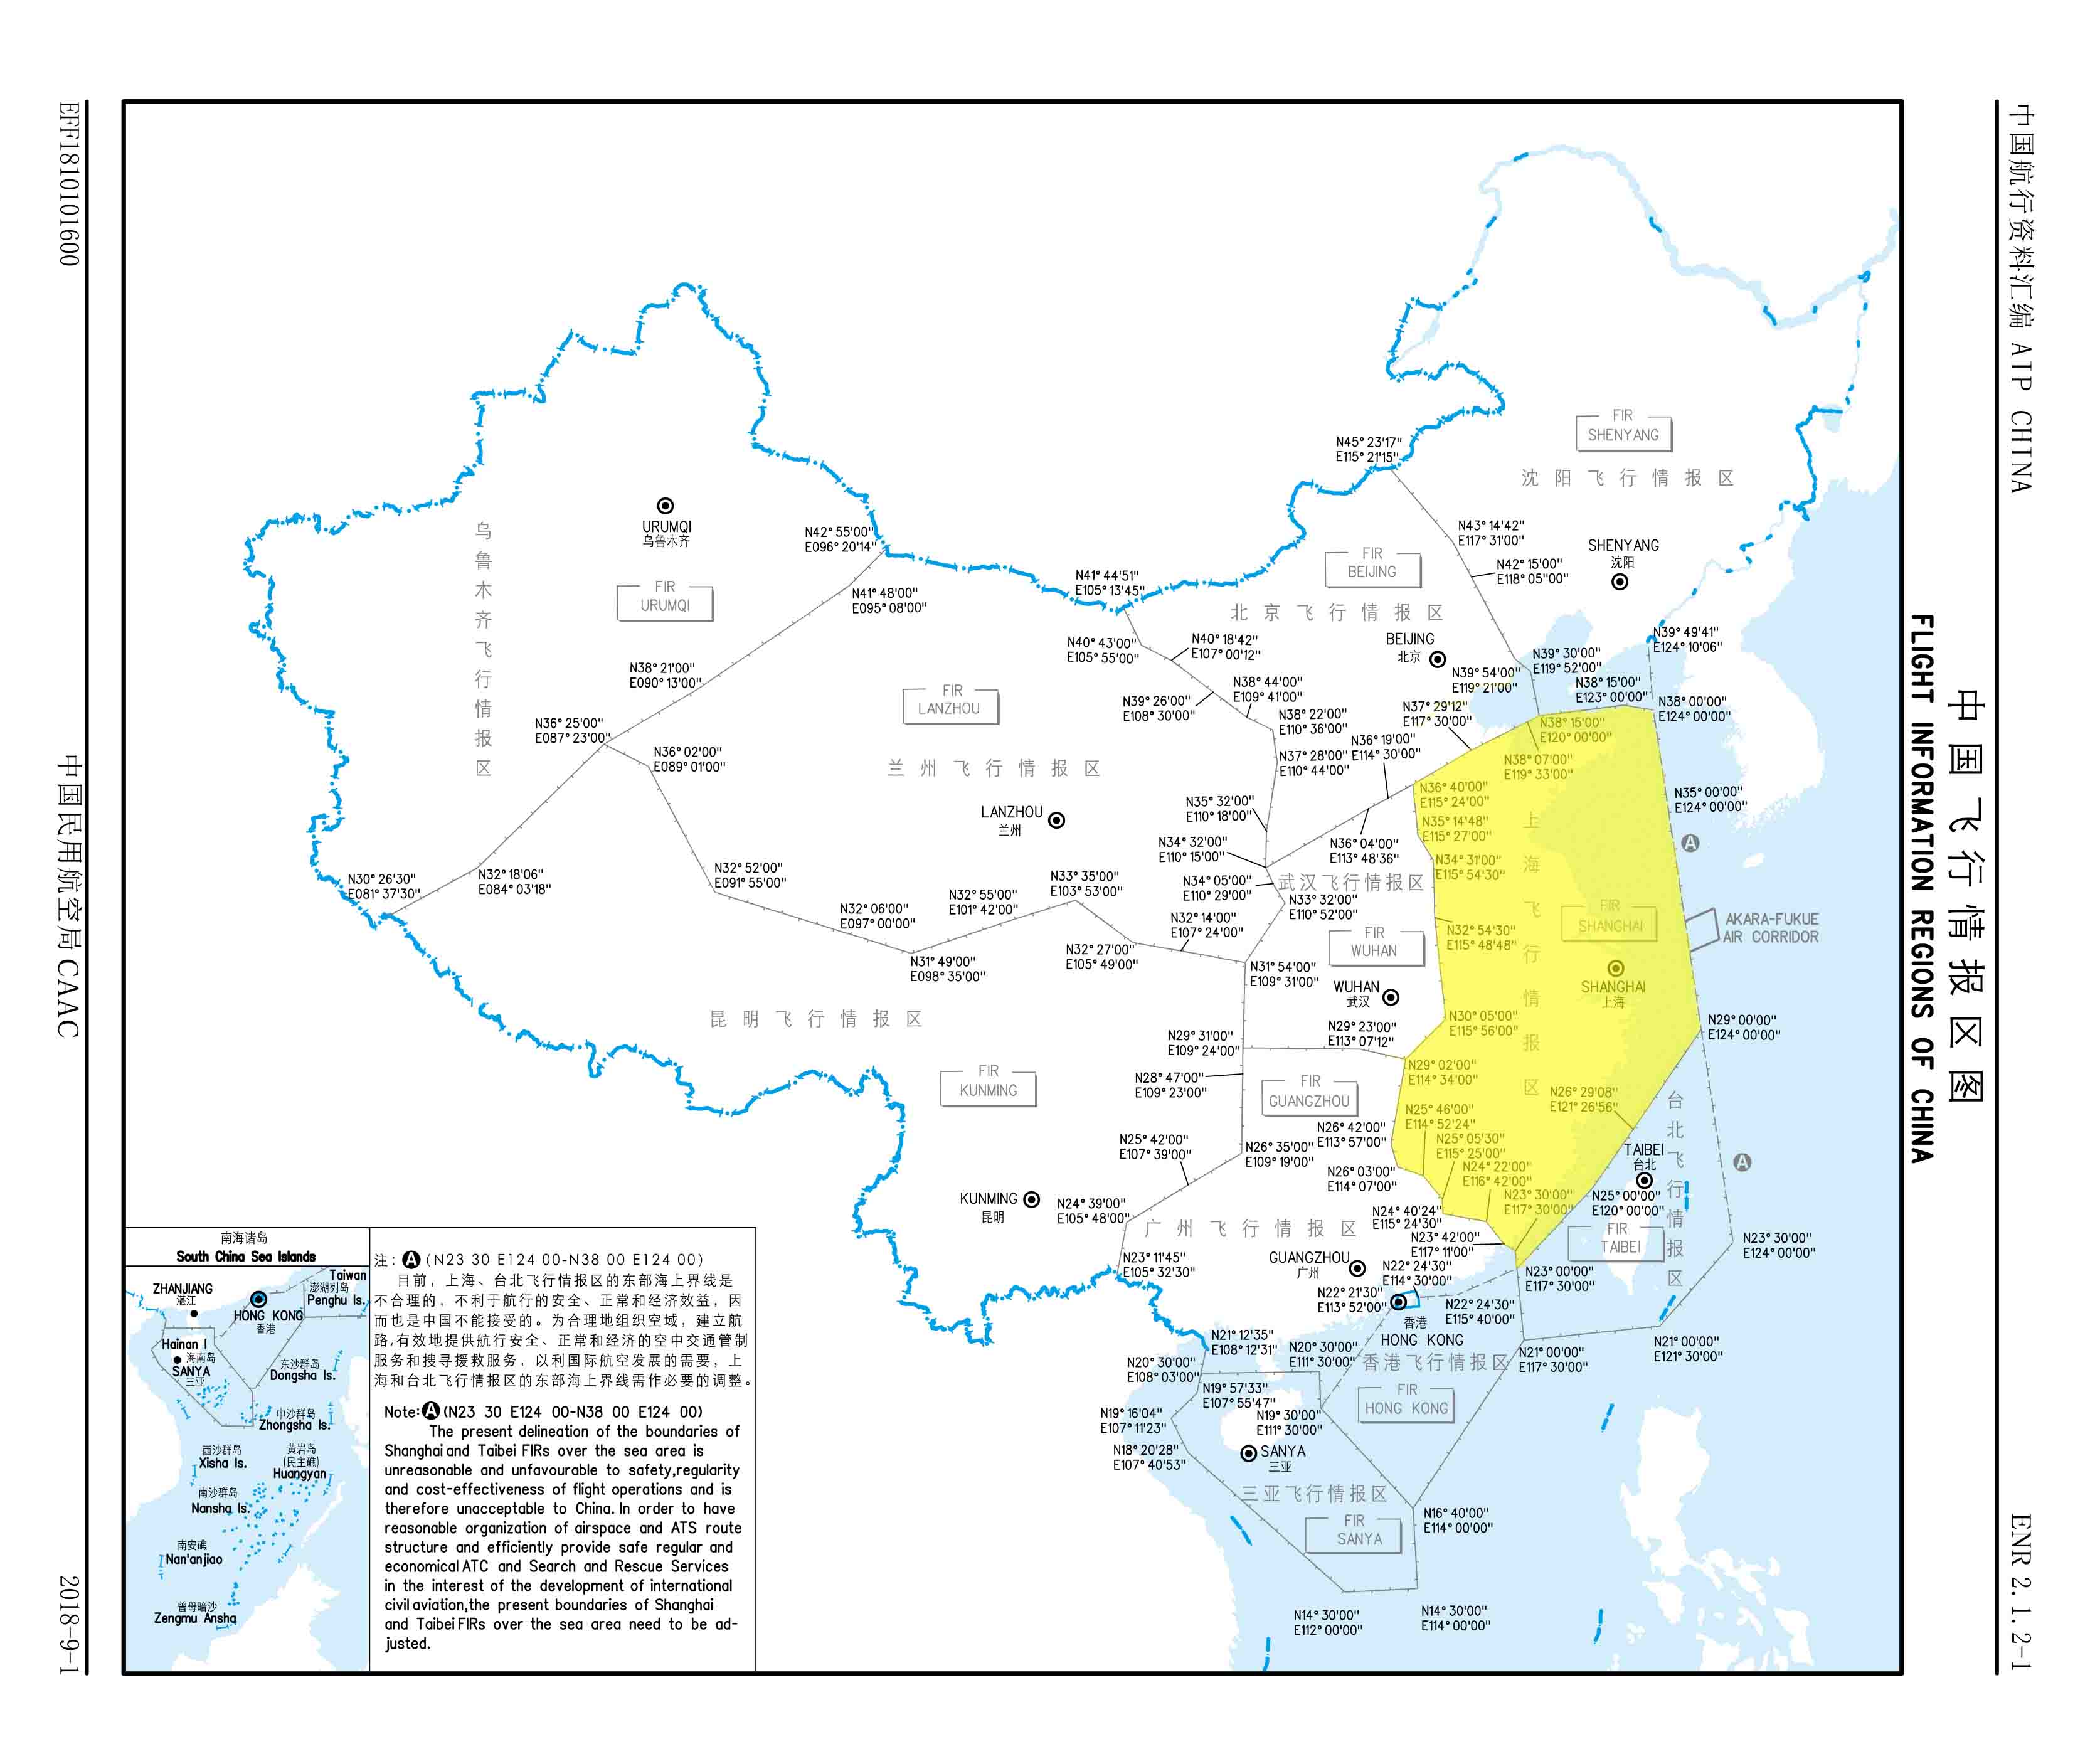 中国航行资料汇编 AIP CHINA
ENR 2.1.2-1
中国飞行情报区图
FLIGHT INFORMATION REGIONS OF CHINA
EFF1810101600
中国民用航空局CAAC
2018-9-1
FIR
SHENYANG
沈阳飞行情报区
N45° 23'17"
E115° 21'15"
N43° 14'42"
E117° 31'00"
N42° 15'00"
E118° 05'00"
SHENYANG
沈阳
URUMQI
乌鲁木齐
乌鲁木齐飞行情报区
FIR
URUMQI
N42° 55'00"
E096° 20'14"
N41° 48'00"
E095° 08'00"
N38° 21'00"
E090° 13'00"
N36° 25'00"
E087° 23'00"
N36° 02'00"
E089° 01'00"
N32° 18'06"
E084° 03'18"
N30° 26'30"
E081° 37'30"
N32° 52'00"
E091° 55'00"
N32° 06'00"
E097° 00'00"
N31° 49'00"
E098° 35'00"
N32° 55'00"
E101° 42'00"
N33° 35'00"
E103° 53'00"
N32° 27'00"
E105° 49'00"
N32° 14'00"
E107° 24'00"
N31° 54'00"
E109° 31'00"
FIR
LANZHOU
兰州飞行情报区
LANZHOU
兰州
N41° 44'51"
E105° 13'45"
N40° 43'00"
E105° 55'00"
N40° 18'42"
E107° 00'12"
N39° 26'00"
E108° 30'00"
N38° 44'00"
E109° 41'00"
N38° 22'00"
E110° 36'00"
N37° 28'00"
E110° 44'00"
N35° 32'00"
E110° 18'00"
N34° 32'00"
E110° 15'00"
N34° 05'00"
E110° 29'00"
N33° 32'00"
E110° 52'00"
FIR
BEIJING
北京飞行情报区
BEIJING
北京
N39° 54'00"
E119° 21'00"
N39° 30'00"
E119° 52'00"
N39° 49'41"
E124° 10'06"
N38° 15'00"
E123° 00'00"
N38° 00'00"
E124° 00'00"
N38° 15'00"
E120° 00'00"
N38° 07'00"
E119° 33'00"
N37° 29'12"
E117° 30'00"
N36° 19'00"
E114° 30'00"
N36° 04'00"
E113° 48'36"
N36° 40'00"
E115° 24'00"
N35° 14'48"
E115° 27'00"
N34° 31'00"
E115° 54'30"
N32° 54'30"
E115° 48'48"
N30° 05'00"
E115° 56'00"
N35° 00'00"
E124° 00'00"
A
AKARA-FUKUE
AIR CORRIDOR
上海飞行情报区
FIR
SHANGHAI
SHANGHAI
上海
武汉飞行情报区
FIR
WUHAN
WUHAN
武汉
N29° 23'00"
E113° 07'12"
N29° 02'00"
E114° 34'00"
N29° 31'00"
E109° 24'00"
N28° 47'00"
E109° 23'00"
N29° 00'00"
E124° 00'00"
昆明飞行情报区
FIR
KUNMING
KUNMING
昆明
N26° 35'00"
E109° 19'00"
N25° 42'00"
E107° 39'00"
N24° 39'00"
E105° 48'00"
N23° 11'45"
E105° 32'30"
FIR
GUANGZHOU
广州飞行情报区
GUANGZHOU
广州
N26° 42'00"
E113° 57'00"
N26° 03'00"
E114° 07'00"
N25° 46'00"
E114° 52'24"
N25° 05'30"
E115° 25'00"
N24° 22'00"
E116° 42'00"
N24° 40'24"
E115° 24'30"
N23° 30'00"
E117° 30'00"
N23° 42'00"
E117° 11'00"
N26° 29'08"
E121° 26'56"
台北飞行情报区
TAIBEI
台北
A
N25° 00'00"
E120° 00'00"
FIR
TAIBEI
N23° 30'00"
E124° 00'00"
N23° 00'00"
E117° 30'00"
N22° 24'30"
E114° 30'00"
N22° 21'30"
E113° 52'00"
N22° 24'30"
E115° 40'00"
香港
HONG KONG
香港飞行情报区
FIR
HONG KONG
N21° 00'00"
E117° 30'00"
N21° 00'00"
E121° 30'00"
N21° 12'35"
E108° 12'31"
N20° 30'00"
E111° 30'00"
N20° 30'00"
E108° 03'00"
N19° 57'33"
E107° 55'47"
N19° 30'00"
E111° 30'00"
N19° 16'04"
E107° 11'23"
N18° 20'28"
E107° 40'53"
SANYA
三亚
三亚飞行情报区
FIR
SANYA
N16° 40'00"
E114° 00'00"
N14° 30'00"
E112° 00'00"
N14° 30'00"
E114° 00'00"
南海诸岛
South China Sea Islands
Taiwan
ZHANJIANG
湛江
澎湖列岛
Penghu Is.
HONG KONG
香港
Hainan I
海南岛
SANYA
三亚
东沙群岛
Dongsha Is.
中沙群岛
Zhongsha Is.
西沙群岛
Xisha Is.
黄岩岛
(民主礁)
Huangyan
南沙群岛
Nansha Is.
南安礁
Nan'anjiao
曾母暗沙
Zengmu Ansha
注: A (N23 30 E124 00-N38 00 E124 00)
目前，上海、台北飞行情报区的东部海上界线是
不合理的，不利于航行的安全、正常和经济效益，因
而也是中国不能接受的。为合理地组织空域，建立航
路，有效地提供航行安全、正常和经济的空中交通管制
服务和搜寻援救服务，以利国际航空发展的需要，上
海和台北飞行情报区的东部海上界线需作必要的调整。
Note: A (N23 30 E124 00-N38 00 E124 00)
The present delineation of the boundaries of
Shanghai and Taibei FIRs over the sea area is
unreasonable and unfavourable to safety,regularity
and cost-effectiveness of flight operations and is
therefore unacceptable to China. In order to have
reasonable organization of airspace and ATS route
structure and efficiently provide safe regular and
economical ATC and Search and Rescue Services
in the interest of the development of international
civil aviation,the present boundaries of Shanghai
and Taibei FIRs over the sea area need to be ad-
justed.